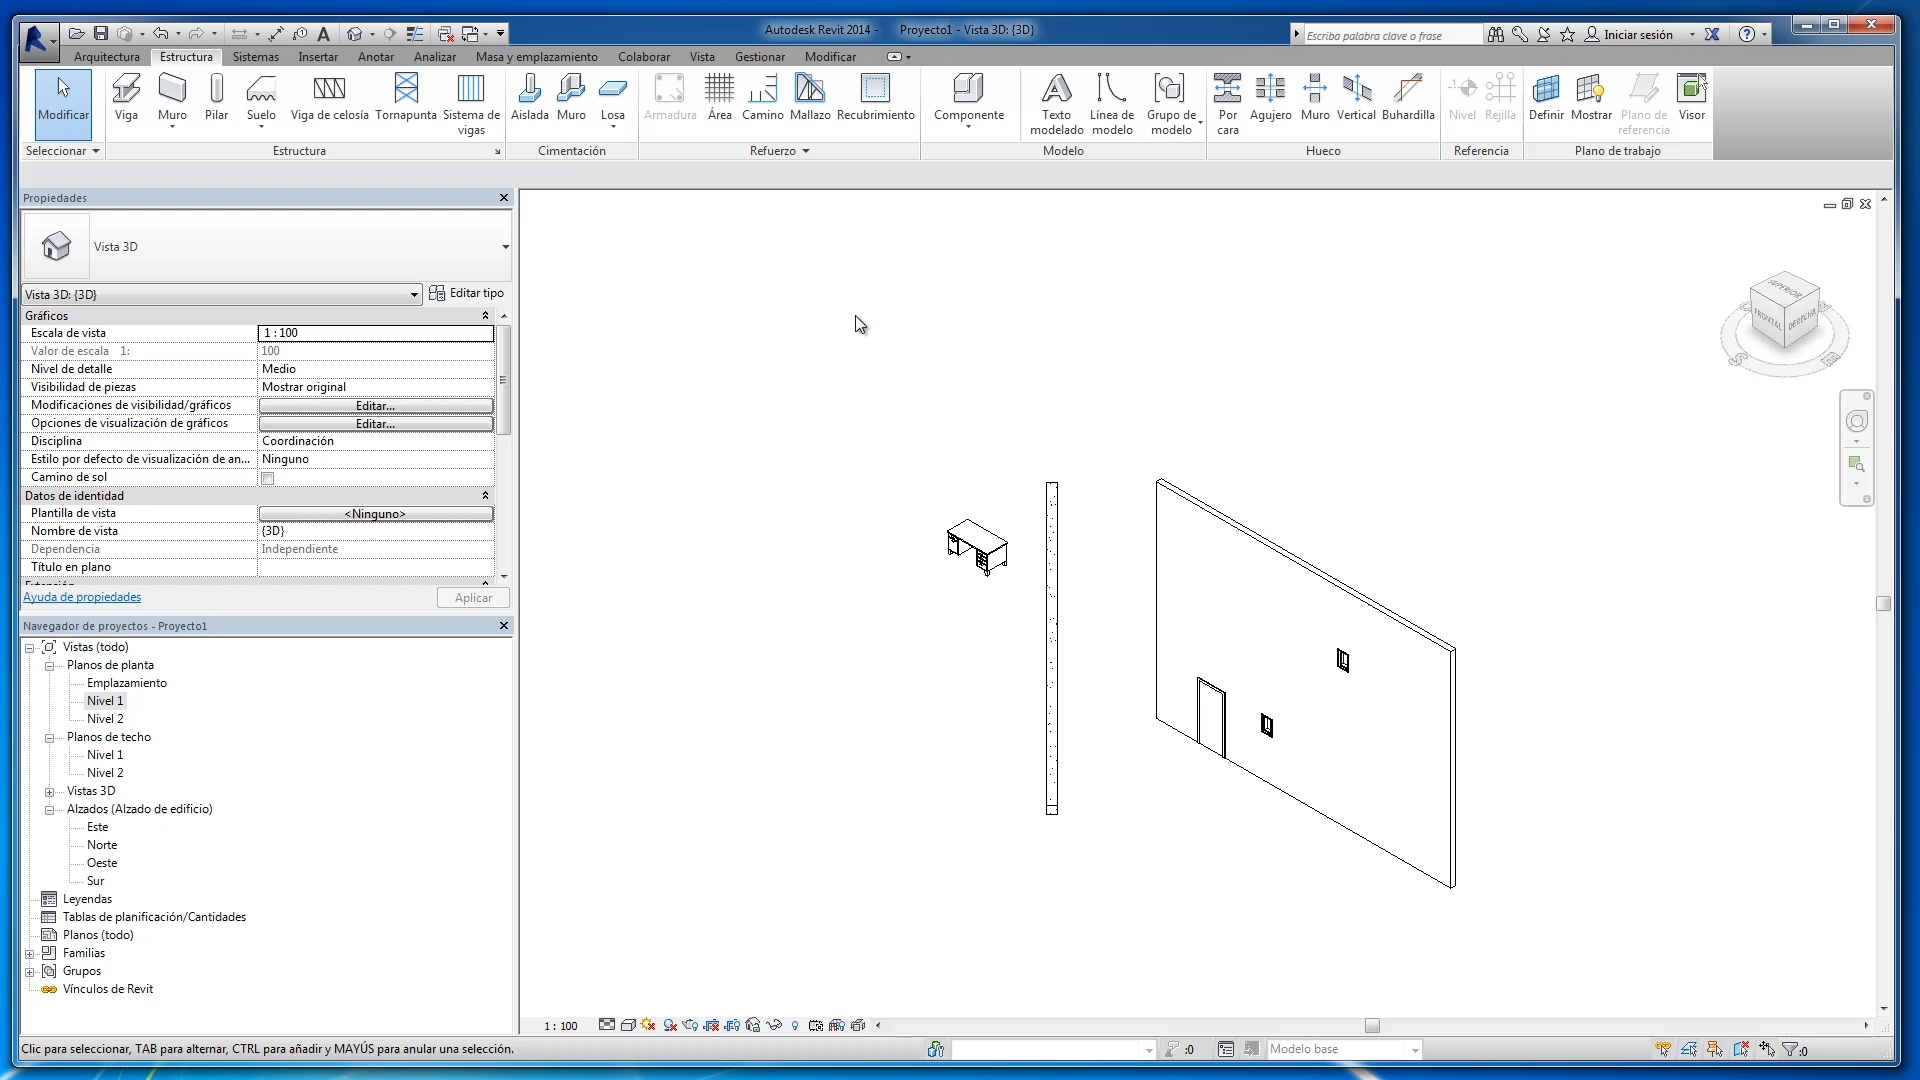 Autodesk Revit 2014 - Proyecto1 - Vista 3D: {3D}
Escriba palabra clave o frase
Iniciar sesión
Arquitectura Estructura Sistemas Insertar Anotar Analizar Masa y emplazamiento Colaborar Vista Gestionar Modificar
Modificar
Viga
Muro
Pilar
Suelo
Viga de celosía
Tornapunta
Sistema de
vigas
Aislada
Muro
Losa
Armadura
Área
Camino
Mallazo
Recubrimiento
Componente
Texto
modelado
Línea de
modelo
Grupo de
modelo
Por
cara
Agujero
Muro
Vertical
Buhardilla
Nivel
Rejilla
Definir
Mostrar
Plano de
referencia
Visor
Seleccionar Estructura Cimentación Refuerzo Modelo Hueco Referencia Plano de trabajo
Propiedades
Vista 3D
Vista 3D: {3D} Editar tipo
Gráficos
Escala de vista 1 : 100
Valor de escala 1: 100
Nivel de detalle Medio
Visibilidad de piezas Mostrar original
Modificaciones de visibilidad/gráficos Editar...
Opciones de visualización de gráficos Editar...
Disciplina Coordinación
Estilo por defecto de visualización de an... Ninguno
Camino de sol
Datos de identidad
Plantilla de vista <Ninguno>
Nombre de vista {3D}
Dependencia Independiente
Título en plano
Ayuda de propiedades Aplicar
Navegador de proyectos - Proyecto1
Vistas (todo)
Planos de planta
Emplazamiento
Nivel 1
Nivel 2
Planos de techo
Nivel 1
Nivel 2
Vistas 3D
Alzados (Alzado de edificio)
Este
Norte
Oeste
Sur
Leyendas
Tablas de planificación/Cantidades
Planos (todo)
Familias
Grupos
Vínculos de Revit
SUPERIOR
FRONTAL
DERECHA
S
1 : 100
Clic para seleccionar, TAB para alternar, CTRL para añadir y MAYÚS para anular una selección.
:0
Modelo base
:0